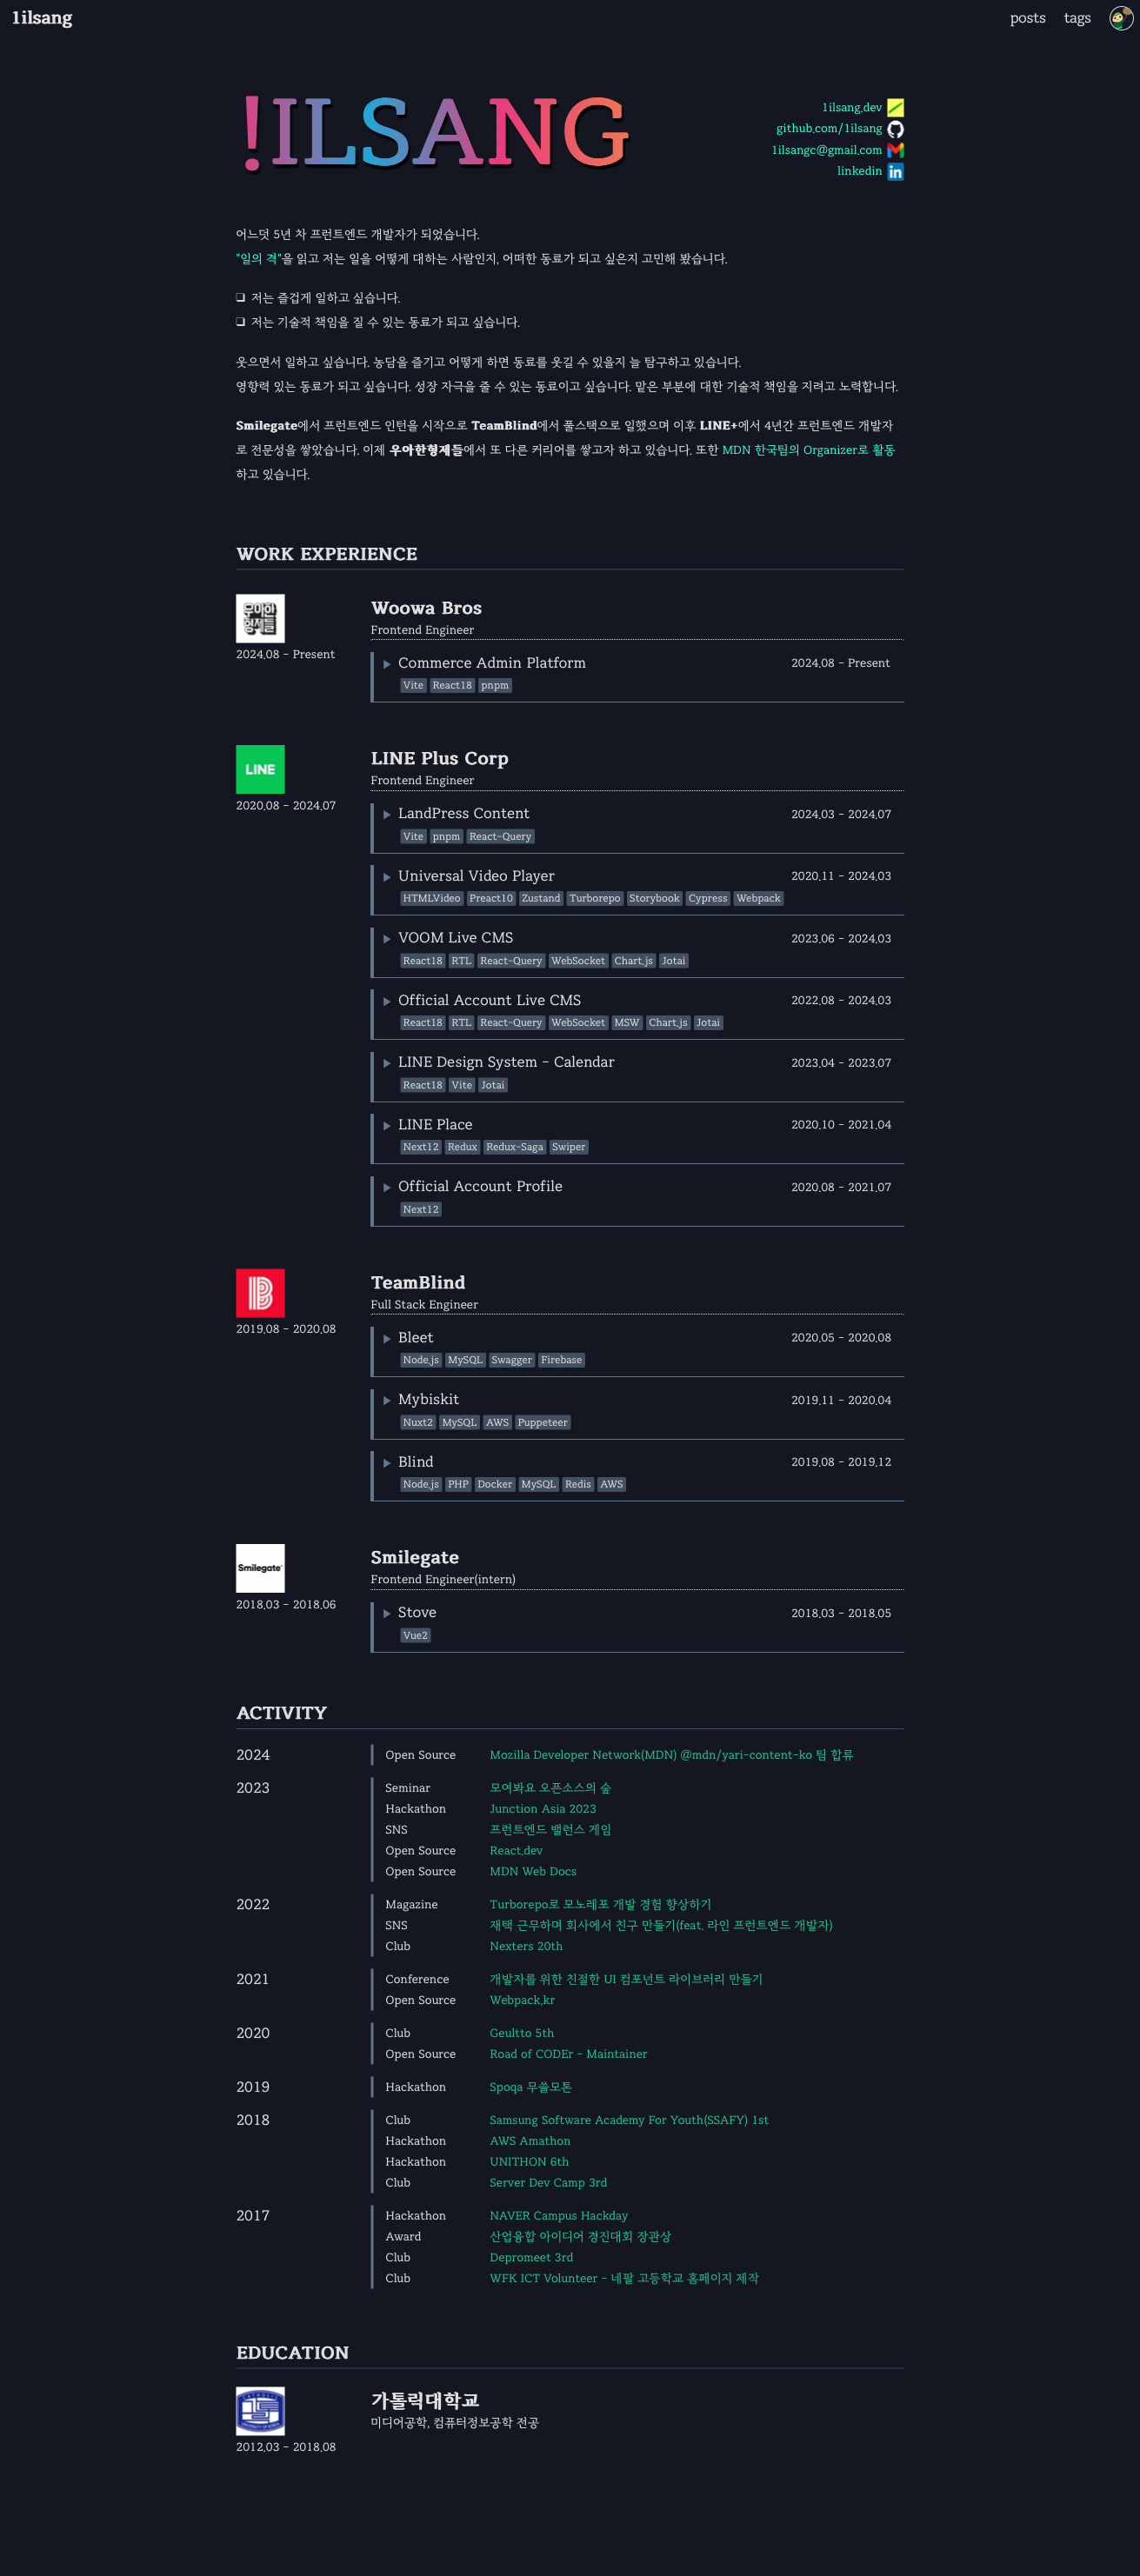 1ilsang
posts tags
!ILSANG
1ilsang.dev
github.com/1ilsang
1ilsangc@gmail.com
linkedin
어느덧 5년 차 프런트엔드 개발자가 되었습니다.
"일의 격"을 읽고 저는 일을 어떻게 대하는 사람인지, 어떠한 동료가 되고 싶은지 고민해 봤습니다.
❏ 저는 즐겁게 일하고 싶습니다.
❏ 저는 기술적 책임을 질 수 있는 동료가 되고 싶습니다.
웃으면서 일하고 싶습니다. 농담을 즐기고 어떻게 하면 동료를 웃길 수 있을지 늘 탐구하고 있습니다.
영향력 있는 동료가 되고 싶습니다. 성장 자극을 줄 수 있는 동료이고 싶습니다. 맡은 부분에 대한 기술적 책임을 지려고 노력합니다.
Smilegate에서 프런트엔드 인턴을 시작으로 TeamBlind에서 풀스택으로 일했으며 이후 LINE+에서 4년간 프런트엔드 개발자
로 전문성을 쌓았습니다. 이제 우아한형제들에서 또 다른 커리어를 쌓고자 하고 있습니다. 또한 MDN 한국팀의 Organizer로 활동
하고 있습니다.
WORK EXPERIENCE
우아한
형제들
2024.08 - Present
Woowa Bros
Frontend Engineer
Commerce Admin Platform 2024.08 - Present
Vite React18 pnpm
LINE
2020.08 - 2024.07
LINE Plus Corp
Frontend Engineer
LandPress Content 2024.03 - 2024.07
Vite pnpm React-Query
Universal Video Player 2020.11 - 2024.03
HTMLVideo Preact10 Zustand Turborepo Storybook Cypress Webpack
VOOM Live CMS 2023.06 - 2024.03
React18 RTL React-Query WebSocket Chart.js Jotai
Official Account Live CMS 2022.08 - 2024.03
React18 RTL React-Query WebSocket MSW Chart.js Jotai
LINE Design System - Calendar 2023.04 - 2023.07
React18 Vite Jotai
LINE Place 2020.10 - 2021.04
Next12 Redux Redux-Saga Swiper
Official Account Profile 2020.08 - 2021.07
Next12
2019.08 - 2020.08
TeamBlind
Full Stack Engineer
Bleet 2020.05 - 2020.08
Node.js MySQL Swagger Firebase
Mybiskit 2019.11 - 2020.04
Nuxt2 MySQL AWS Puppeteer
Blind 2019.08 - 2019.12
Node.js PHP Docker MySQL Redis AWS
Smilegate
2018.03 - 2018.06
Smilegate
Frontend Engineer(intern)
Stove 2018.03 - 2018.05
Vue2
ACTIVITY
2024 Open Source Mozilla Developer Network(MDN) @mdn/yari-content-ko 팀 합류
2023 Seminar 모여봐요 오픈소스의 숲
Hackathon Junction Asia 2023
SNS 프런트엔드 밸런스 게임
Open Source React.dev
Open Source MDN Web Docs
2022 Magazine Turborepo로 모노레포 개발 경험 향상하기
SNS 재택 근무하며 회사에서 친구 만들기(feat. 라인 프런트엔드 개발자)
Club Nexters 20th
2021 Conference 개발자를 위한 친절한 UI 컴포넌트 라이브러리 만들기
Open Source Webpack.kr
2020 Club Geultto 5th
Open Source Road of CODEr - Maintainer
2019 Hackathon Spoqa 무쓸모톤
2018 Club Samsung Software Academy For Youth(SSAFY) 1st
Hackathon AWS Amathon
Hackathon UNITHON 6th
Club Server Dev Camp 3rd
2017 Hackathon NAVER Campus Hackday
Award 산업융합 아이디어 경진대회 장관상
Club Depromeet 3rd
Club WFK ICT Volunteer - 네팔 고등학교 홈페이지 제작
EDUCATION
2012.03 - 2018.08
가톨릭대학교
미디어공학, 컴퓨터정보공학 전공